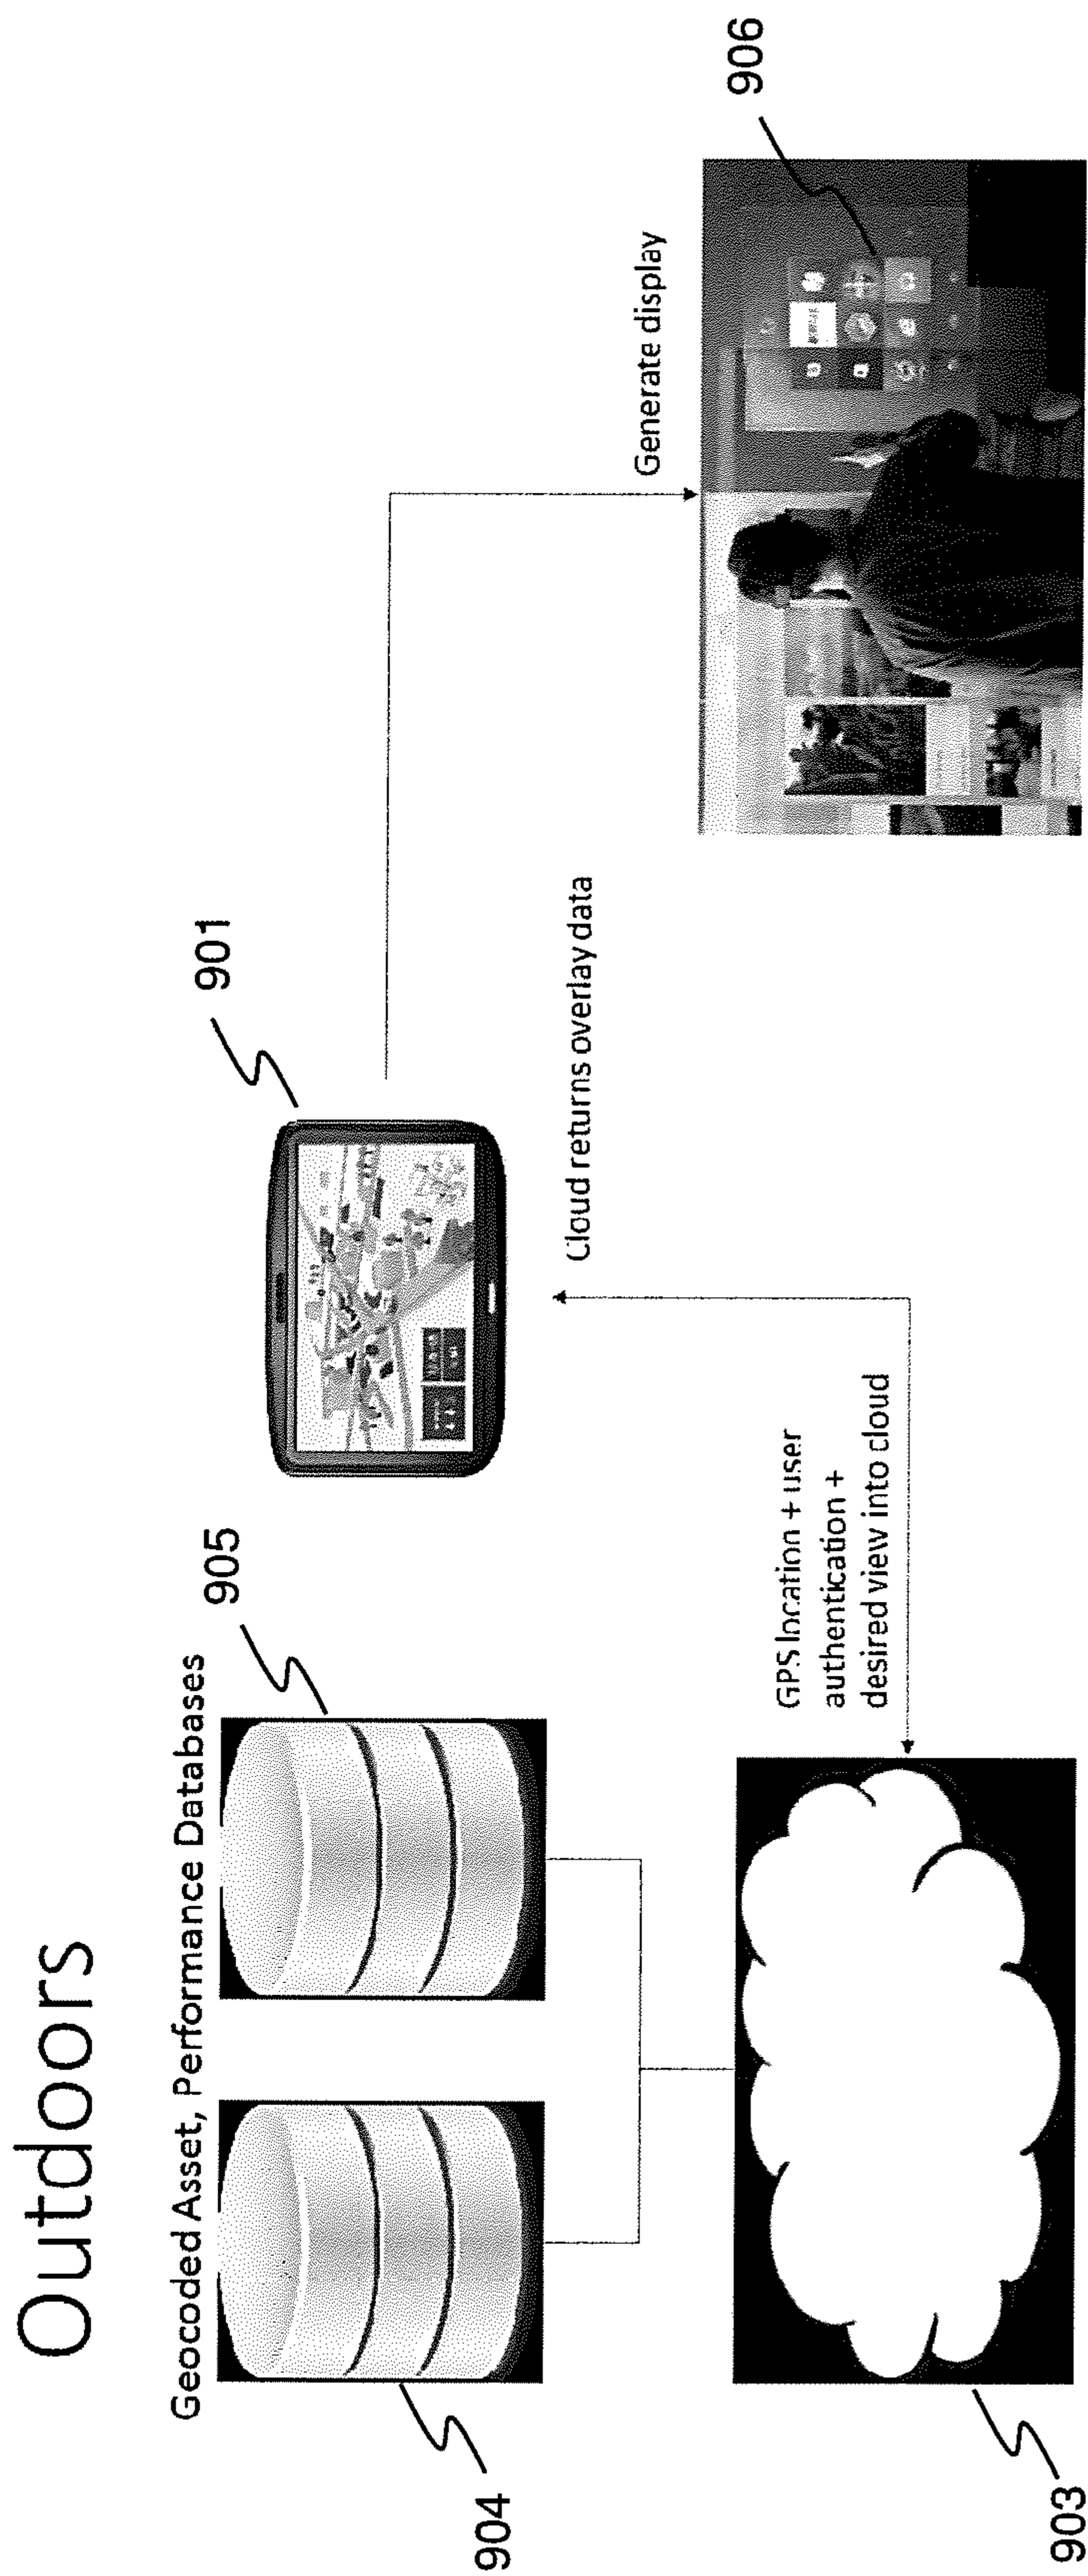 Outdoors
Geocoded Asset, Performance Databases
904
905
901
903
GPS location + user
authentication +
desired view into cloud
Cloud returns overlay data
Generate display
906